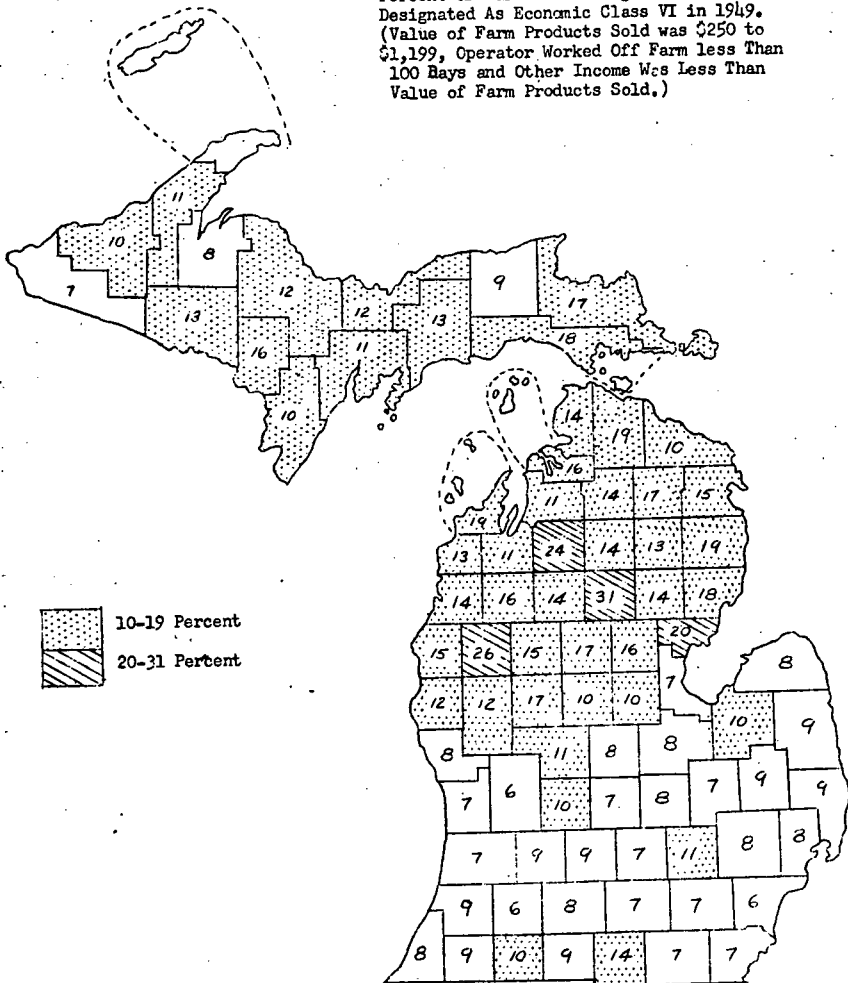 Designated As Economic Class VI in 1949.
(Value of Farm Products Sold was $250 to
$1,199, Operator Worked Off Farm less Than
100 Bays and Other Income Was Less Than
Value of Farm Products Sold.)
11
10 8 9
7 12 17
13 12 13
16 11 18
10
14 19 10
8 16
11 14 17 15
19
13 11 24 14 13 19
14 16 14 31 14 18
10-19 Percent
20
20-31 Percent
15 26 15 17 16
8
7
12 12 17 10 10
10 9
8 11 8 8
7 6 10 7 8 7 9 9
7 9 9 7 11 8 8
9 6 8 7 7 6
8 9 10 9 14 7 7